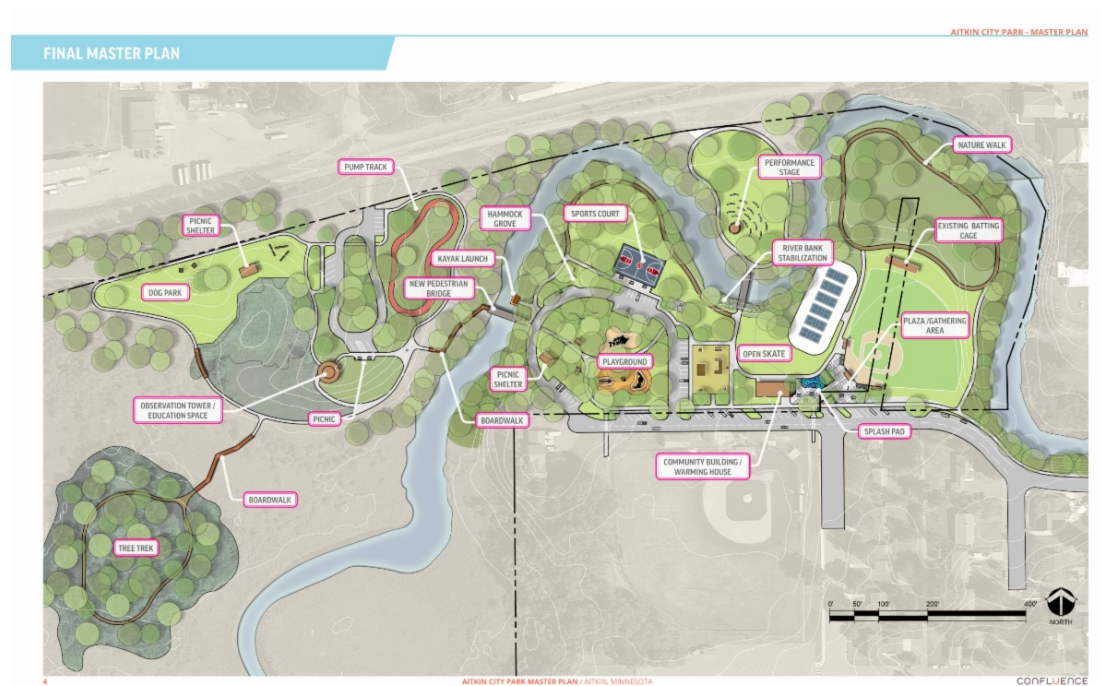 AITKIN CITY PARK - MASTER PLAN
FINAL MASTER PLAN
NATURE WALK
PERFORMANCE
STAGE
PUMP TRACK
HAMMOCK
GROVE
SPORTS COURT
PICNIC
SHELTER
EXISTING BATTING
CAGE
RIVER BANK
STABILIZATION
KAYAK LAUNCH
NEW PEDESTRIAN
BRIDGE
DOG PARK
PLAZA /GATHERING
AREA
OPEN SKATE
PLAYGROUND
PICNIC
SHELTER
OBSERVATION TOWER /
EDUCATION SPACE
PICNIC
BOARDWALK
SPLASH PAD
COMMUNITY BUILDING /
WARMING HOUSE
BOARDWALK
TREE TREK
0' 50' 100' 200' 400'
NORTH
4
AITKIN CITY PARK MASTER PLAN / AITKIN, MINNESOTA
CONFLUENCE